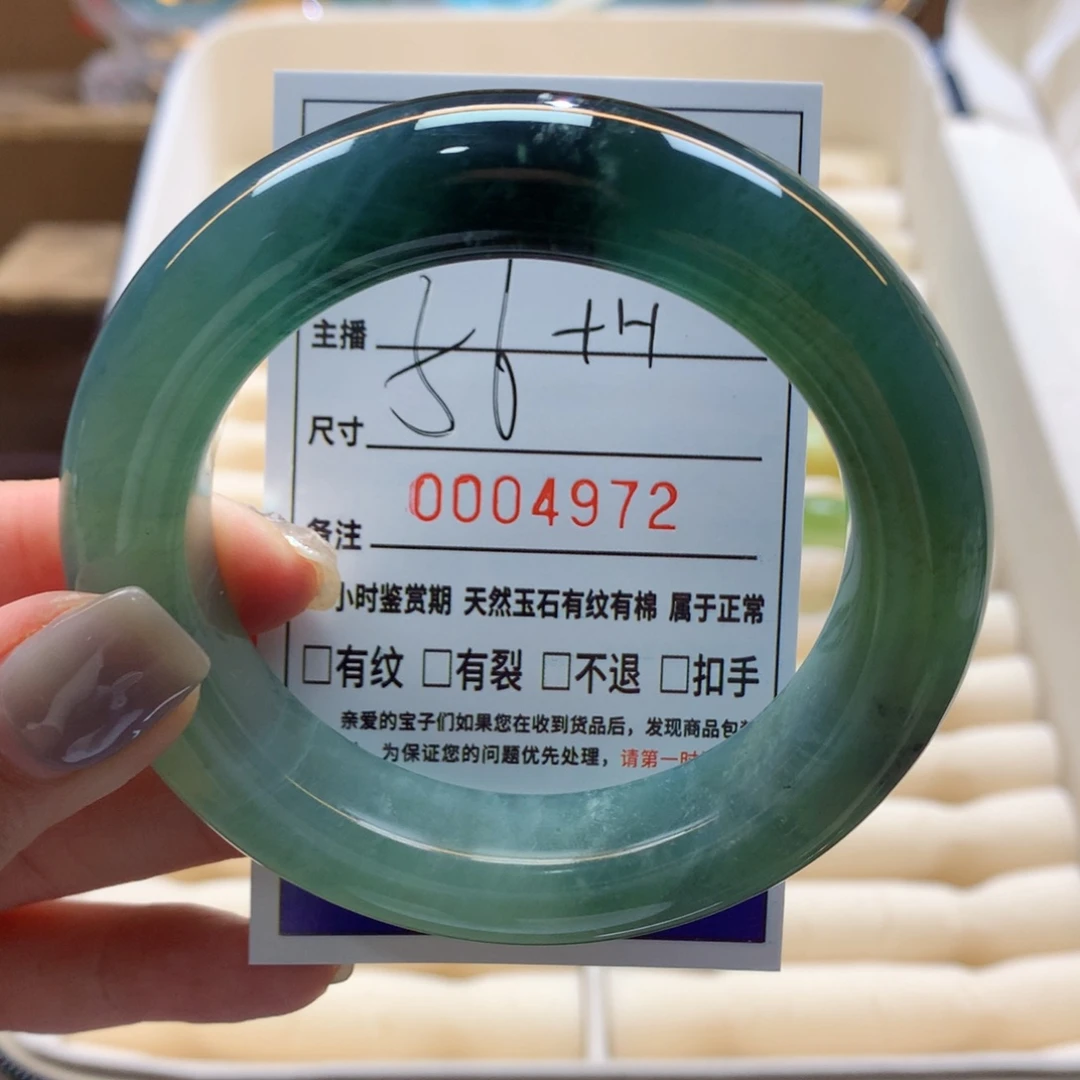 主播
56 +4
尺寸
0004972
备注
小时鉴赏期 天然玉石有纹有棉 属于正常
□有纹 □有裂 □不退 □扣手
亲爱的宝子们如果您在收到货品后，发现商品包
为保证您的问题优先处理，请第一时